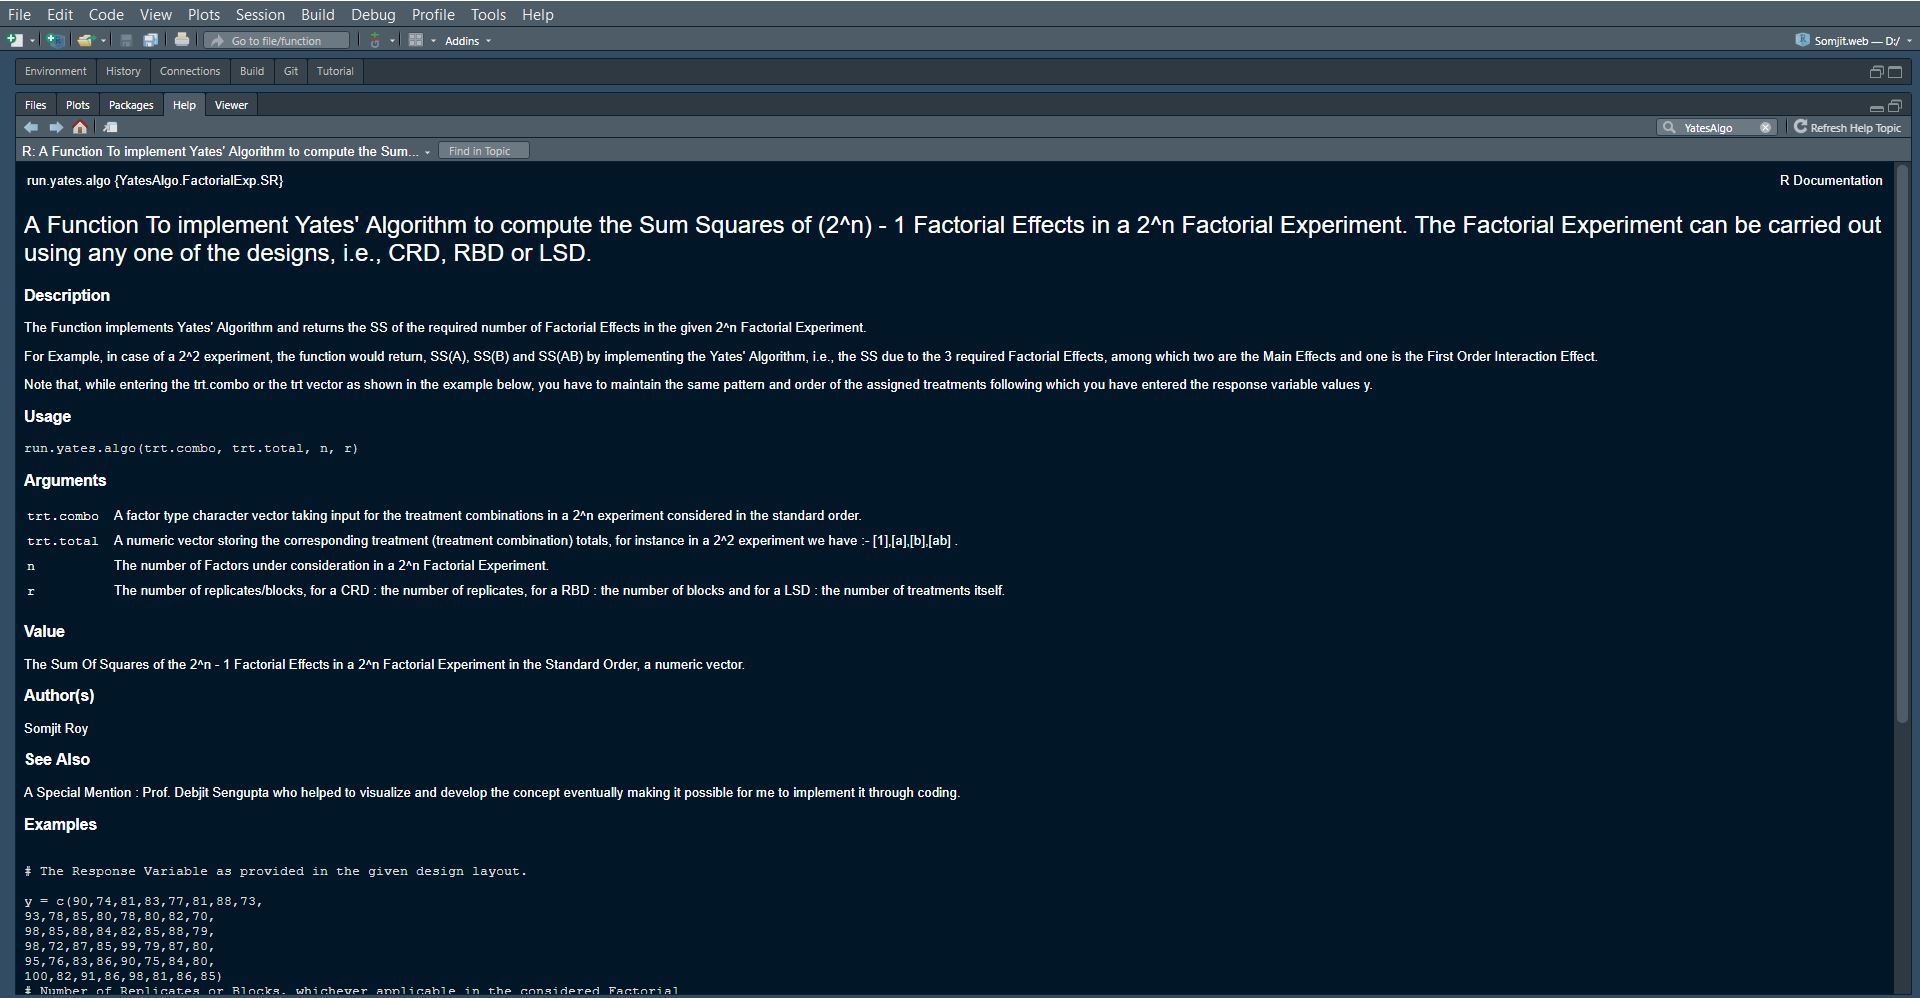 File Edit Code View Plots Session Build Debug Profile Tools Help
Go to file/function Addins Somjit.web — D:/
Environment History Connections Build Git Tutorial
Files Plots Packages Help Viewer
YatesAlgo Refresh Help Topic
R: A Function To implement Yates' Algorithm to compute the Sum... Find in Topic
run.yates.algo {YatesAlgo.FactorialExp.SR} R Documentation
A Function To implement Yates' Algorithm to compute the Sum Squares of (2^n) - 1 Factorial Effects in a 2^n Factorial Experiment. The Factorial Experiment can be carried out
using any one of the designs, i.e., CRD, RBD or LSD.
Description
The Function implements Yates' Algorithm and returns the SS of the required number of Factorial Effects in the given 2^n Factorial Experiment.
For Example, in case of a 2^2 experiment, the function would return, SS(A), SS(B) and SS(AB) by implementing the Yates' Algorithm, i.e., the SS due to the 3 required Factorial Effects, among which two are the Main Effects and one is the First Order Interaction Effect.
Note that, while entering the trt.combo or the trt vector as shown in the example below, you have to maintain the same pattern and order of the assigned treatments following which you have entered the response variable values y.
Usage
run.yates.algo(trt.combo, trt.total, n, r)
Arguments
trt.combo A factor type character vector taking input for the treatment combinations in a 2^n experiment considered in the standard order.
trt.total A numeric vector storing the corresponding treatment (treatment combination) totals, for instance in a 2^2 experiment we have :- [1],[a],[b],[ab] .
n The number of Factors under consideration in a 2^n Factorial Experiment.
r The number of replicates/blocks, for a CRD : the number of replicates, for a RBD : the number of blocks and for a LSD : the number of treatments itself.
Value
The Sum Of Squares of the 2^n - 1 Factorial Effects in a 2^n Factorial Experiment in the Standard Order, a numeric vector.
Author(s)
Somjit Roy
See Also
A Special Mention : Prof. Debjit Sengupta who helped to visualize and develop the concept eventually making it possible for me to implement it through coding.
Examples
# The Response Variable as provided in the given design layout.
y = c(90,74,81,83,77,81,88,73,
93,78,85,80,78,80,82,70,
98,85,88,84,82,85,88,79,
98,72,87,85,99,79,87,80,
95,76,83,86,90,75,84,80,
100,82,91,86,98,81,86,85)
# Number of Replicates or Blocks, whichever applicable in the considered Factorial